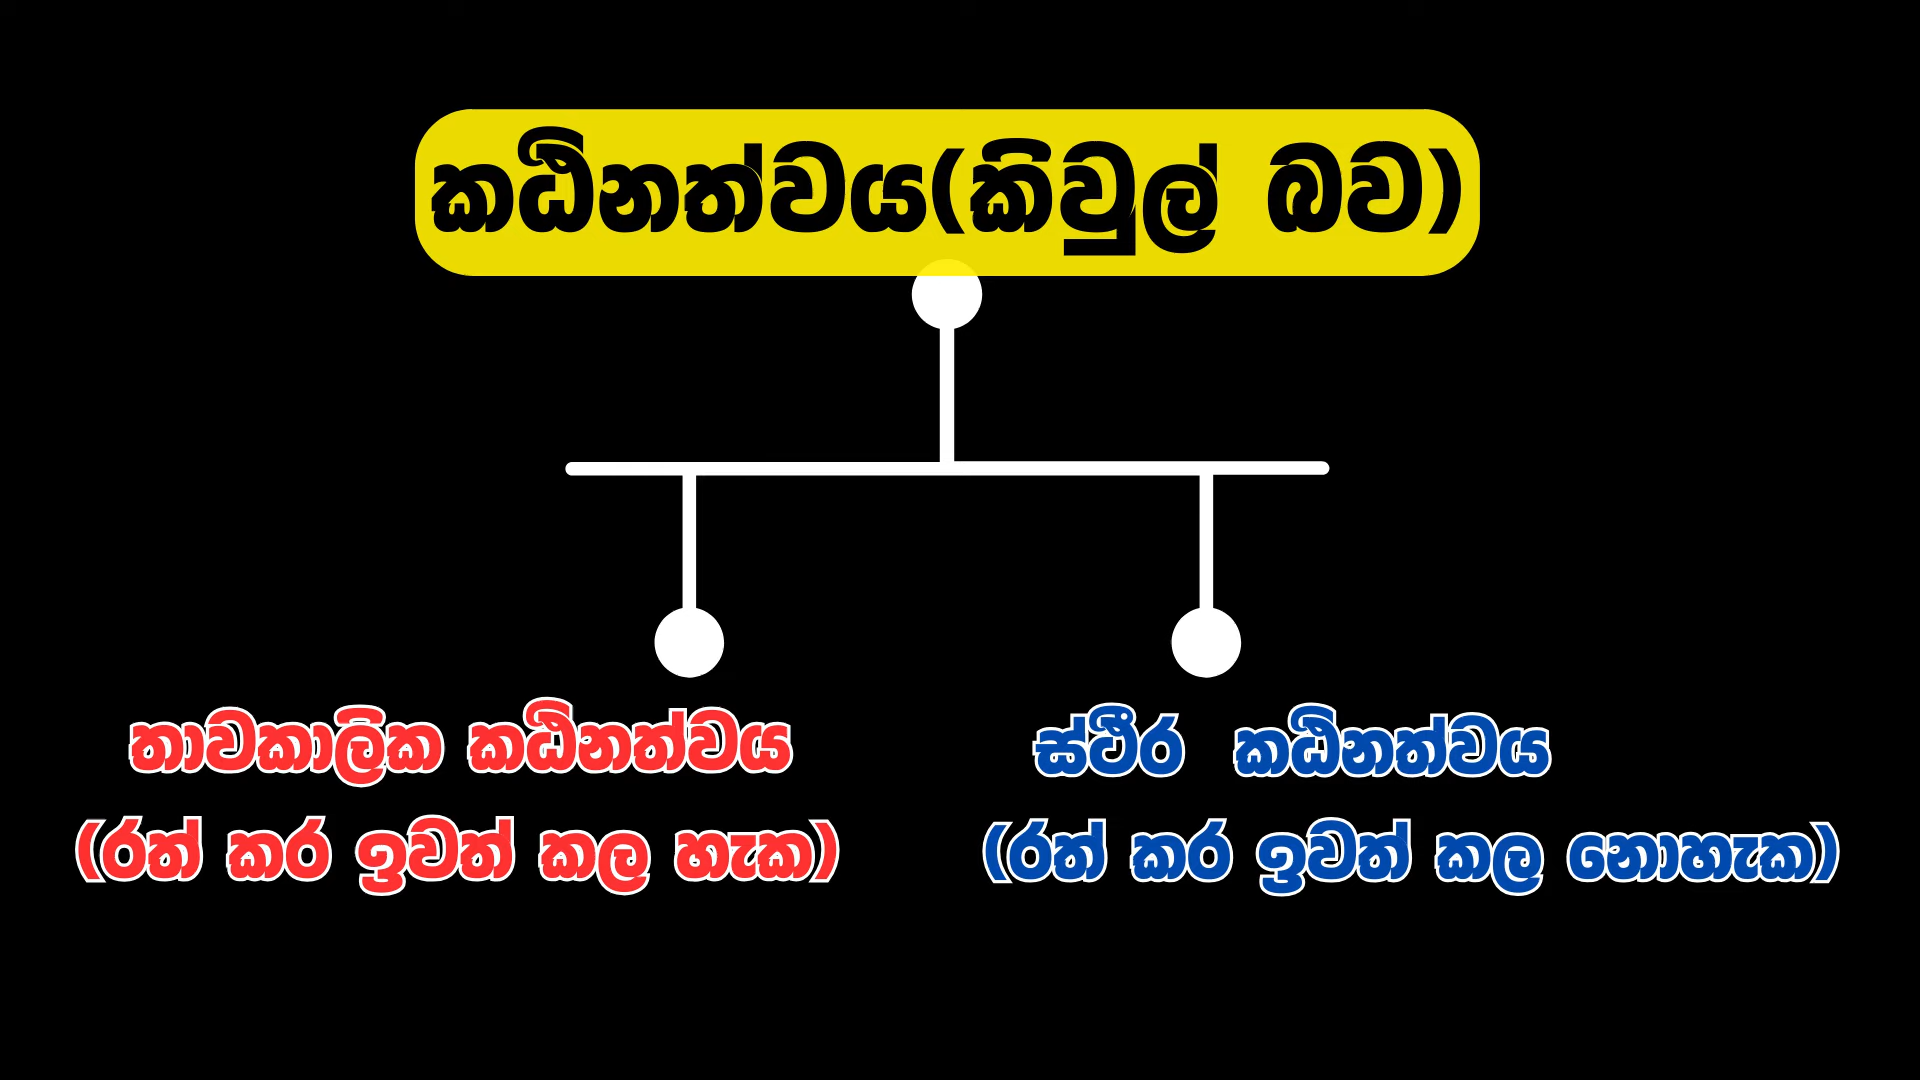 කඨිනත්වය(කිවුල් බව)
තාවකාලික කඨිනත්වය
(රත් කර ඉවත් කල හැක)
ස්ථීර කඨිනත්වය
(රත් කර ඉවත් කල නොහැක)